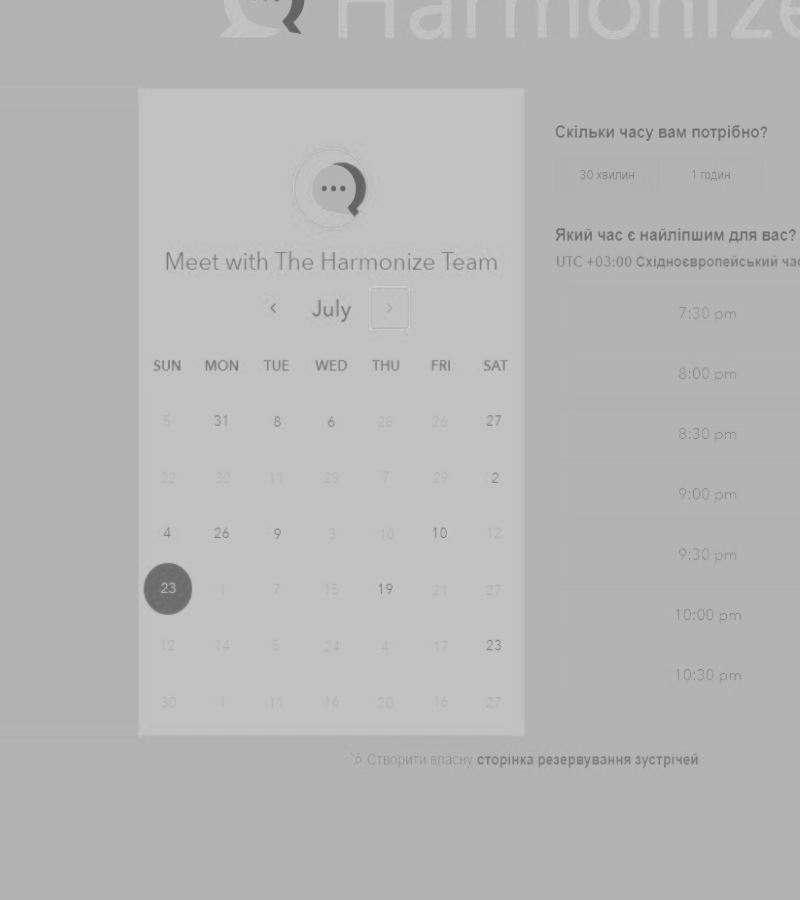 Harmonize
Meet with The Harmonize Team
July
SUN MON TUE WED THU FRI SAT
5 31 8 6 28 26 27
22 30 11 29 7 29 2
4 26 9 3 10 10 12
23 1 7 15 19 21 27
12 14 5 24 4 17 23
30 1 11 16 20 16 27
Скільки часу вам потрібно?
30 хвилин 1 годин
Який час є найліпшим для вас?
UTC +03:00 Східноєвропейський
7:30 pm
8:00 pm
8:30 pm
9:00 pm
9:30 pm
10:00 pm
10:30 pm
Створити власну сторінка резервування зустрічей